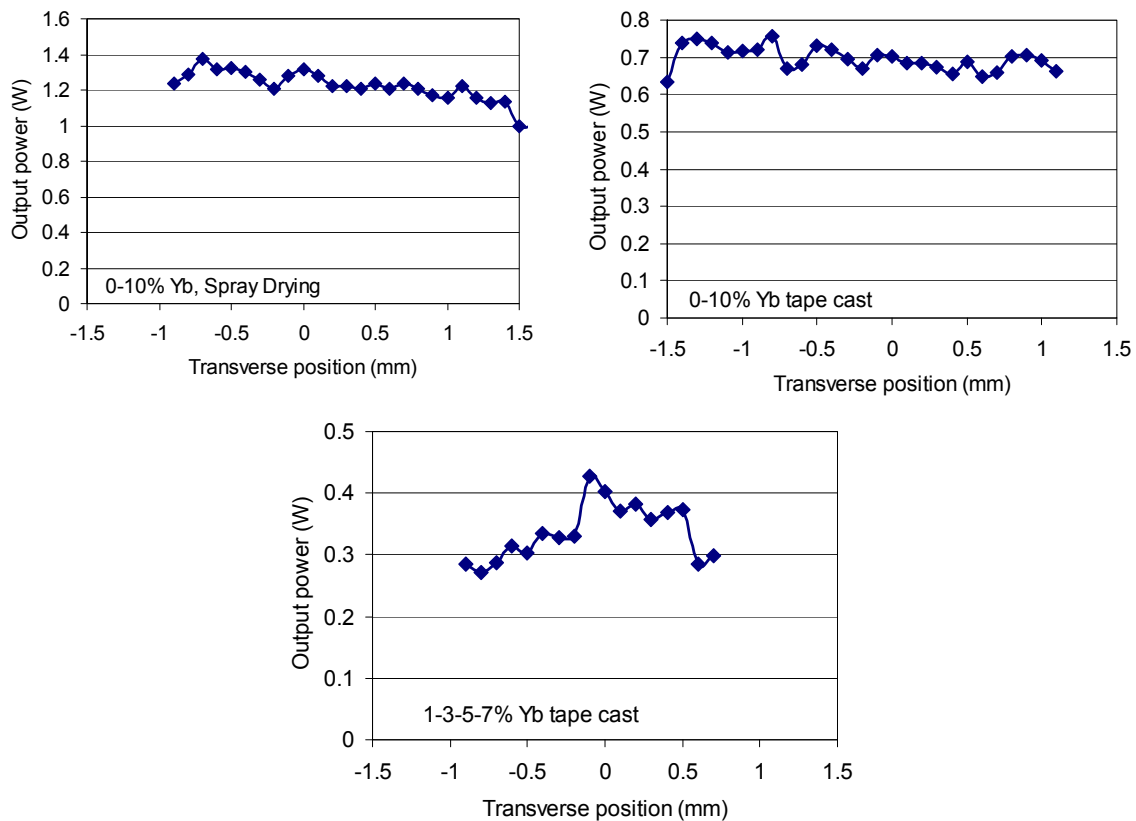 1.6
1.4
1.2
1
0.8
0.6
0.4
0.2
0
Output power (W)
0-10% Yb, Spray Drying
-1.5 -1 -0.5 0 0.5 1 1.5
Transverse position (mm)
0.8
0.7
0.6
0.5
0.4
0.3
0.2
0.1
0
Output power (W)
0-10% Yb tape cast
-1.5 -1 -0.5 0 0.5 1 1.5
Transverse position (mm)
0.5
0.4
0.3
0.2
0.1
0
Output power (W)
1-3-5-7% Yb tape cast
-1.5 -1 -0.5 0 0.5 1 1.5
Transverse position (mm)